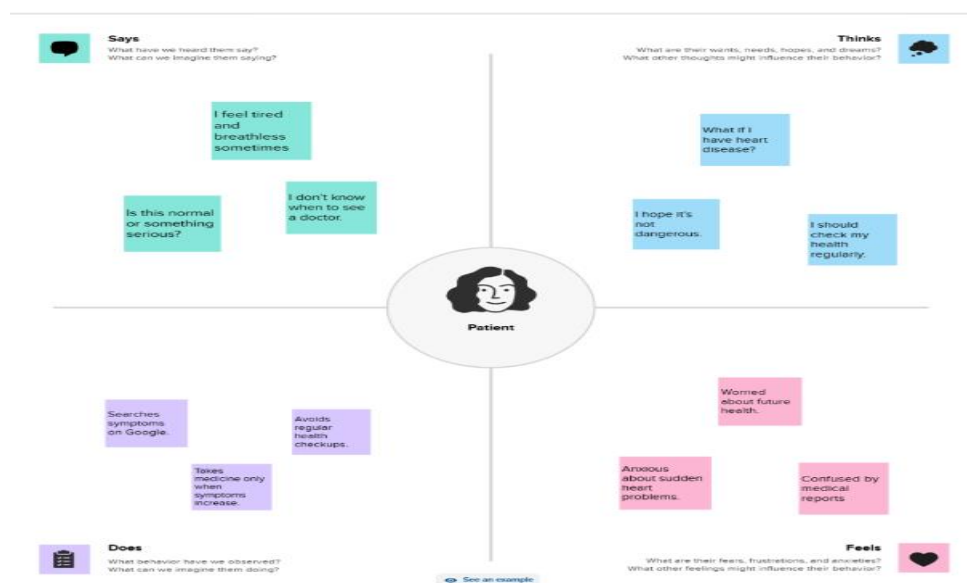 Says
What have we heard them say?
What can we imagine them saying?
I feel tired
and
breathless
sometimes
Is this normal
or something
serious?
I don't know
when to see
a doctor.
Thinks
What are their wants, needs, hopes, and dreams?
What other thoughts might influence their behavior?
What if I
have heart
disease?
I hope it's
not
dangerous.
I should
check my
health
regularly.
Patient
Searches
symptoms
on Google.
Avoids
regular
health
checkups.
Takes
medicine only
when
symptoms
increase.
Does
What behavior have we observed?
What can we imagine them doing?
Worried
about future
health.
Anxious
about sudden
heart
problems.
Confused by
medical
reports
Feels
What are their fears, frustrations, and anxieties?
What other feelings might influence their behavior?
See an example